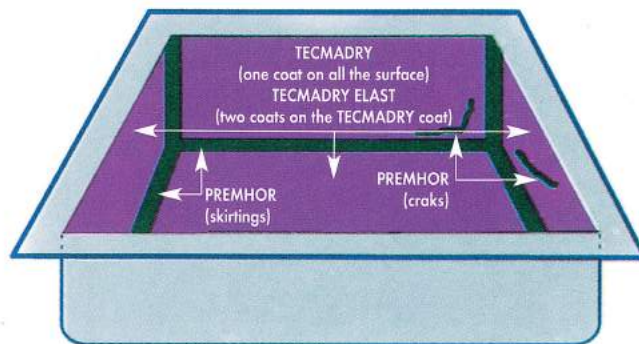 TECMADRY
(one coat on all the surface)
TECMADRY ELAST
(two coats on the TECMADRY coat)
PREMHOR
(skirtings)
PREMHOR
(craks)